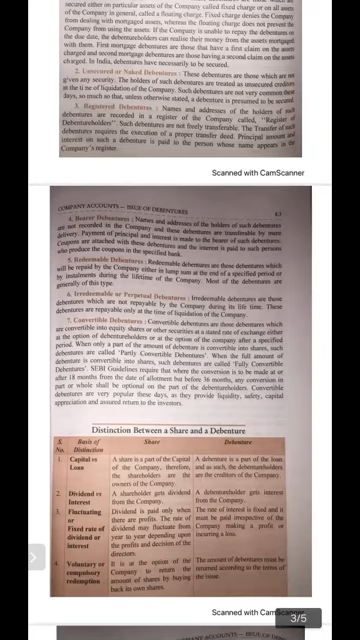 secured either on particular assets of the Company called fixed charge or on all assets
of the Company in general, called a floating charge. Fixed charge denies the Company
from dealing with mortgaged assets, whereas the floating charge does not prevent the
Company from using the assets. If the Company is unable to repay the debentures on
the due date, the debentureholders can realise their money from the assets mortgaged
with them. First mortgage debentures are those that have a first claim on the assets
charged and second mortgage debentures are those having a second claim on the assets
charged. In India, debentures have necessarily to be secured.
2. Unsecured or Naked Debentures : These debentures are those which are not
given any security. The holders of such debentures are treated as unsecured creditors
at the time of liquidation of the Company. Such debentures are not very common these
days, so much so that, unless otherwise stated, a debenture is presumed to be secured.
3. Registered Debentures : Names and addresses of the holders of such
debentures are recorded in a register of the Company called, "Register of
Debentureholders". Such debentures are not freely transferable. The Transfer of such
debentures requires the execution of a proper transfer deed. Principal amount and
interest on such a debenture is paid to the person whose name appears in the
Company's register.
Scanned with CamScanner
COMPANY ACCOUNTS — ISSUE OF DEBENTURES
4. Bearer Debentures : Names and addresses of the holders of such debentures
are not recorded in the Company and these debentures are transferable by mere
delivery. Payment of principal and interest is made to the bearer of such debentures.
Coupons are attached with these debentures and the interest is paid to such persons
who produce the coupons in the specified bank.
5. Redeemable Debentures : Redeemable debentures are those debentures which
will be repaid by the Company either in lump sum at the end of a specified period or
by instalments during the lifetime of the Company. Most of the debentures are
generally of this type.
6. Irredeemable or Perpetual Debentures : Irredeemable debentures are those
debentures which are not repayable by the Company during its life time. These
debentures are repayable only at the time of liquidation of the Company.
7. Convertible Debentures : Convertible debentures are those debentures which
are convertible into equity shares or other securities at a stated rate of exchange either
at the option of debentureholders or at the option of the company after a specified
period. When only a part of the amount of debenture is convertible into shares, such
debentures are called 'Partly Convertible Debentures'. When the full amount of
debenture is convertible into shares, such debentures are called 'Fully Convertible
Debentures'. SEBI Guidelines require that where the conversion is to be made at or
after 18 months from the date of allotment but before 36 months, any conversion in
part or whole shall be optional on the part of the debentureholders. Convertible
debentures are very popular these days, as they provide liquidity, safety, capital
appreciation and assured return to the investors.
Distinction Between a Share and a Debenture
S. No. Basis of Distinction Share Debenture
1. Capital vs Loan
A share is a part of the Capital
of the Company, therefore,
the shareholders are the
owners of the Company.
A debenture is a part of the loan
and as such, the debentureholders
are the creditors of the Company.
2. Dividend vs Interest
A shareholder gets dividend
from the Company.
A debentureholder gets interest
from the Company.
3. Fluctuating or Fixed rate of dividend or interest
Dividend is paid only when
there are profits. The rate of
dividend may fluctuate from
year to year depending upon
the profits and decision of the
directors.
The rate of interest is fixed and it
must be paid irrespective of the
Company making a profit or
incurring a loss.
4. Voluntary or compulsory redemption
It is at the option of the
Company to return the
amount of shares by buying
back its own shares.
The amount of debentures must be
returned according to the terms of
the issue.
3/5
Scanned with CamScanner
COMPANY ACCOUNTS — ISSUE OF DEBENTURES